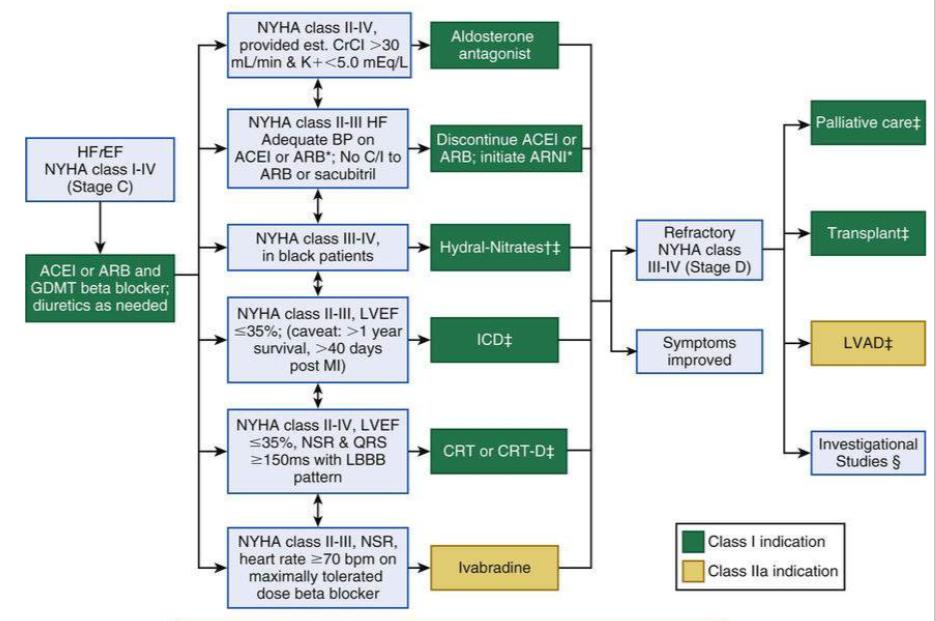 HFrEF
NYHA class I-IV
(Stage C)
ACEI or ARB and
GDMT beta blocker;
diuretics as needed
NYHA class II-IV,
provided est. CrCl >30
mL/min & K+<5.0 mEq/L
Aldosterone
antagonist
NYHA class II-III HF
Adequate BP on
ACEI or ARB*; No C/I to
ARB or sacubitril
Discontinue ACEI or
ARB; initiate ARNI*
NYHA class III-IV,
in black patients
Hydral-Nitrates†‡
NYHA class II-III, LVEF
≤35%; (caveat: >1 year
survival, >40 days
post MI)
ICD‡
NYHA class II-IV, LVEF
≤35%, NSR & QRS
≥150ms with LBBB
pattern
CRT or CRT-D‡
NYHA class II-III, NSR,
heart rate ≥70 bpm on
maximally tolerated
dose beta blocker
Ivabradine
Refractory
NYHA class
III-IV (Stage D)
Symptoms
improved
Palliative care‡
Transplant‡
LVAD‡
Investigational
Studies §
Class I indication
Class IIa indication